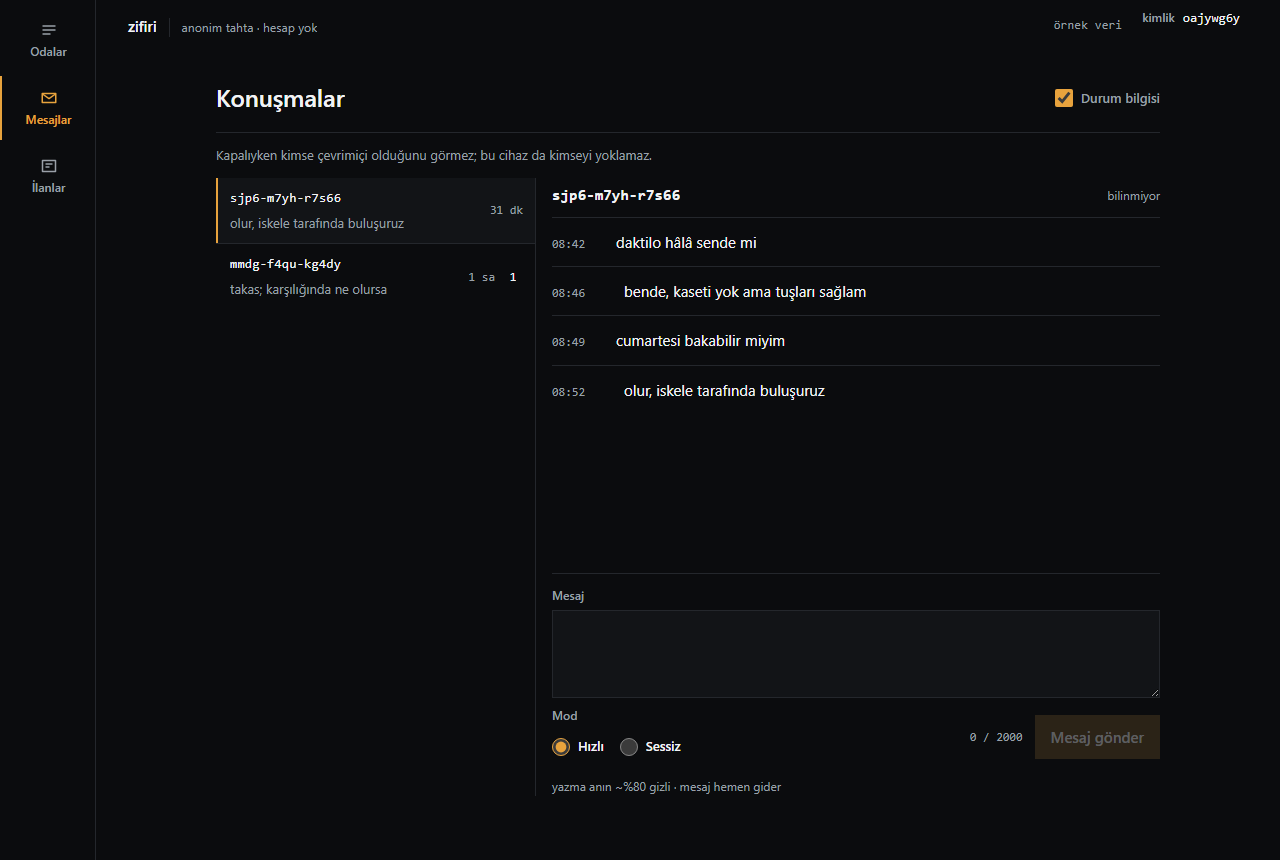 Odalar
Mesajlar
İlanlar
zifiri
anonim tahta · hesap yok
örnek veri
kimlik oajywg6y
Konuşmalar
Durum bilgisi
Kapalıyken kimse çevrimiçi olduğunu görmez; bu cihaz da kimseyi yoklamaz.
sjp6-m7yh-r7s66
olur, iskele tarafında buluşuruz
31 dk
mmdg-f4qu-kg4dy
takas; karşılığında ne olursa
1 sa 1
sjp6-m7yh-r7s66
bilinmiyor
08:42 daktilo hâlâ sende mi
08:46 bende, kaseti yok ama tuşları sağlam
08:49 cumartesi bakabilir miyim
08:52 olur, iskele tarafında buluşuruz
Mesaj
Mod
Hızlı Sessiz
0 / 2000
Mesaj gönder
yazma anın ~%80 gizli · mesaj hemen gider